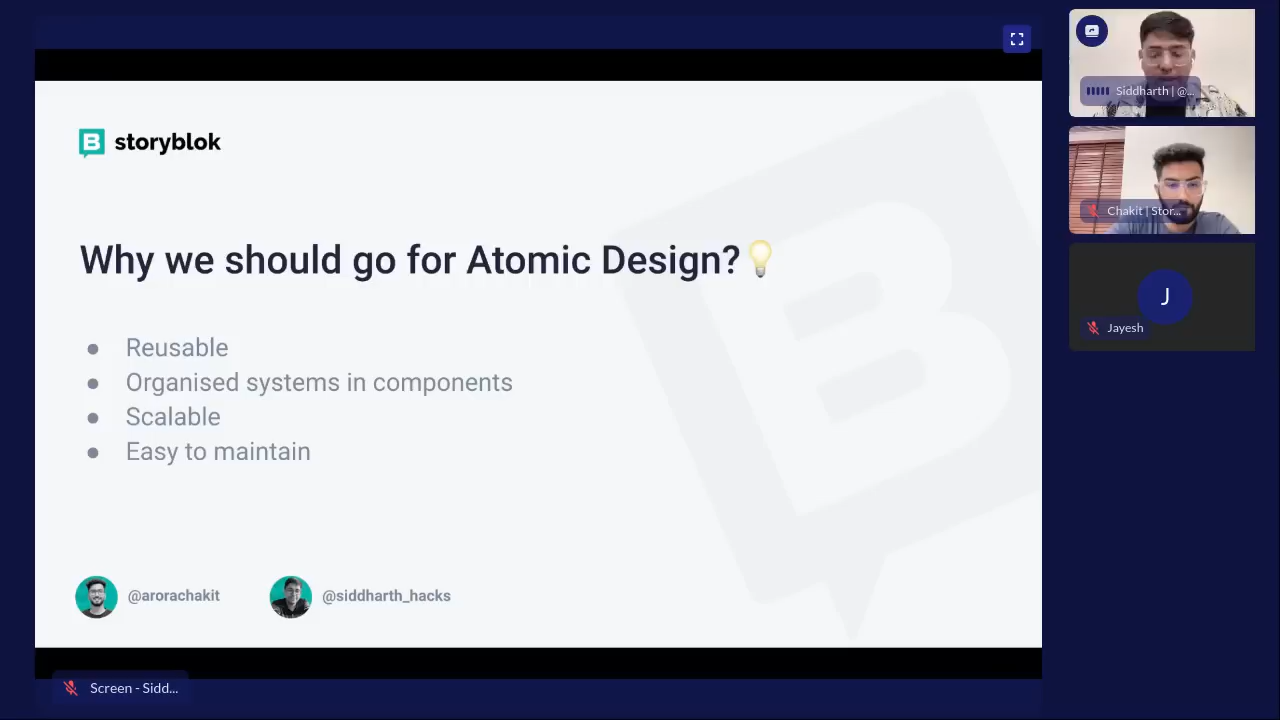 storyblok
Why we should go for Atomic Design?💡
● Reusable
● Organised systems in components
● Scalable
● Easy to maintain
@arorachakit
@siddharth_hacks
Screen - Sidd...
Siddharth | @...
Chakit | Stor...
J
Jayesh